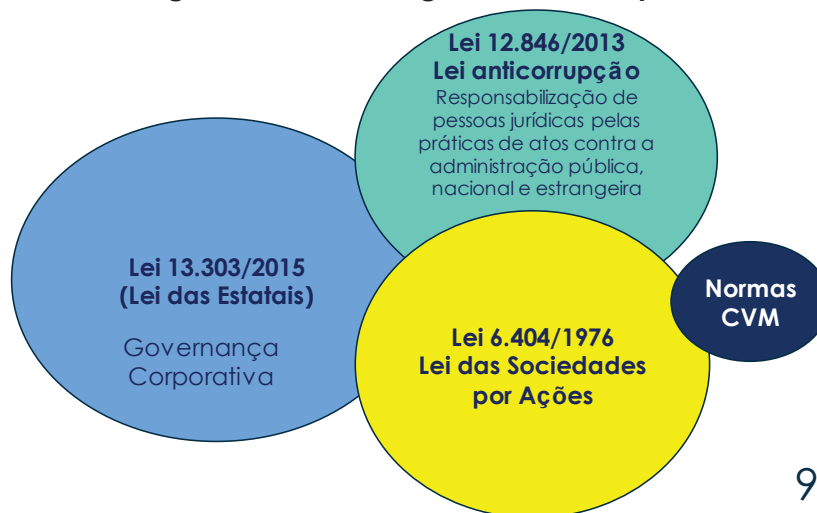 Lei 12.846/2013
Lei anticorrupção
Responsabilização de
pessoas jurídicas pelas
práticas de atos contra a
administração pública,
nacional e estrangeira
Lei 13.303/2015
(Lei das Estatais)
Governança
Corporativa
Lei 6.404/1976
Lei das Sociedades
por Ações
Normas
CVM
9